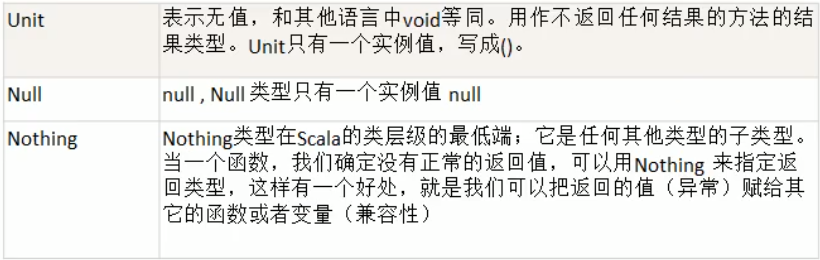 Unit
表示无值，和其他语言中void等同。用作不返回任何结果的方法的结
果类型。Unit只有一个实例值，写成()。
Null
null , Null 类型只有一个实例值 null
Nothing
Nothing类型在Scala的类层级的最低端；它是任何其他类型的子类型。
当一个函数，我们确定没有正常的返回值，可以用Nothing 来指定返
回类型，这样有一个好处，就是我们可以把返回的值（异常）赋给其
它的函数或者变量（兼容性）